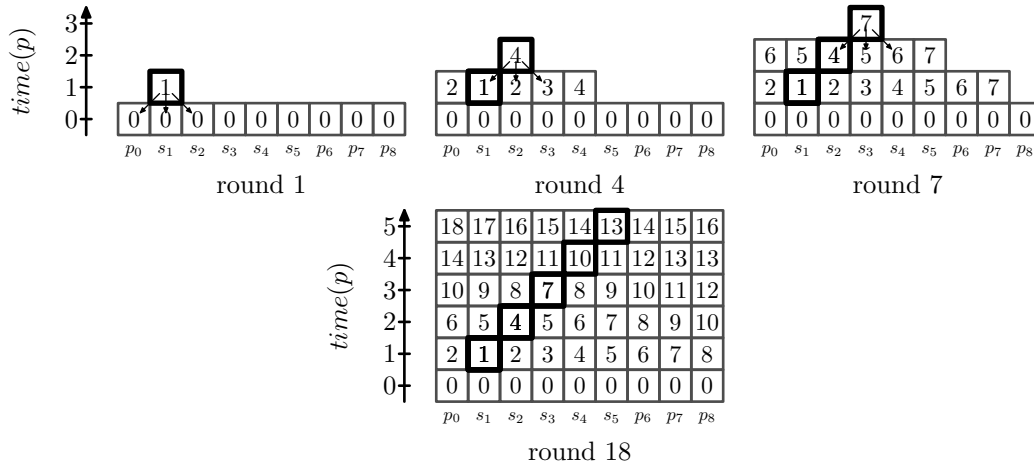 time(p)
3
2
1 1
0 0 0 0 0 0 0 0 0 0
p₀ s₁ s₂ s₃ s₄ s₅ p₆ p₇ p₈
round 1
4
2 1 2 3 4
0 0 0 0 0 0 0 0 0
p₀ s₁ s₂ s₃ s₄ s₅ p₆ p₇ p₈
round 4
7
6 5 4 5 6 7
2 1 2 3 4 5 6 7
0 0 0 0 0 0 0 0 0
p₀ s₁ s₂ s₃ s₄ s₅ p₆ p₇ p₈
round 7
time(p)
5 18 17 16 15 14 13 14 15 16
4 14 13 12 11 10 11 12 13 13
3 10 9 8 7 8 9 10 11 12
2 6 5 4 5 6 7 8 9 10
1 2 1 2 3 4 5 6 7 8
0 0 0 0 0 0 0 0 0 0
p₀ s₁ s₂ s₃ s₄ s₅ p₆ p₇ p₈
round 18